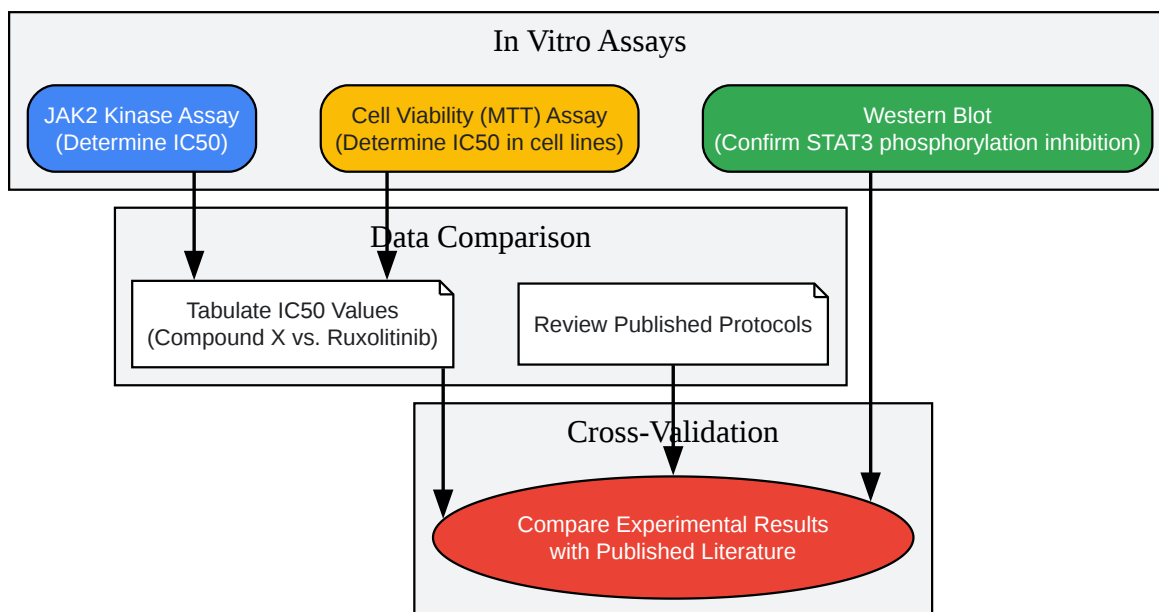 In Vitro Assays
JAK2 Kinase Assay
(Determine IC50)
Cell Viability (MTT) Assay
(Determine IC50 in cell lines)
Western Blot
(Confirm STAT3 phosphorylation inhibition)
Data Comparison
Tabulate IC50 Values
(Compound X vs. Ruxolitinib)
Review Published Protocols
Cross-Validation
Compare Experimental Results
with Published Literature